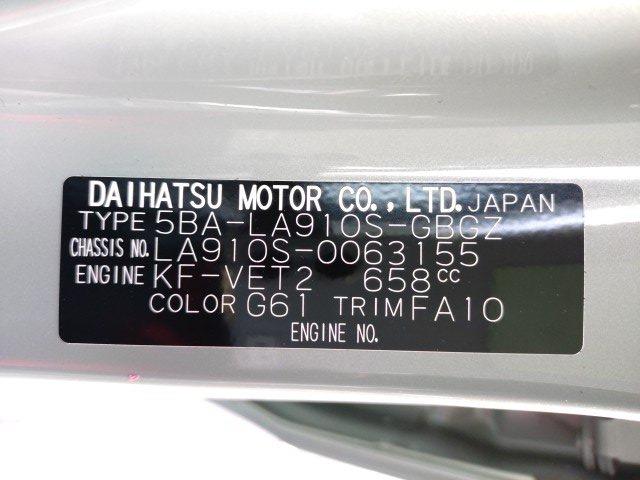 DAIHATSU MOTOR CO., LTD. JAPAN
TYPE 5BA-LA910S-GBGZ
CHASSIS NO. LA910S-0063155
ENGINE KF-VET2 658cc
COLOR G61 TRIM FA10
ENGINE NO.